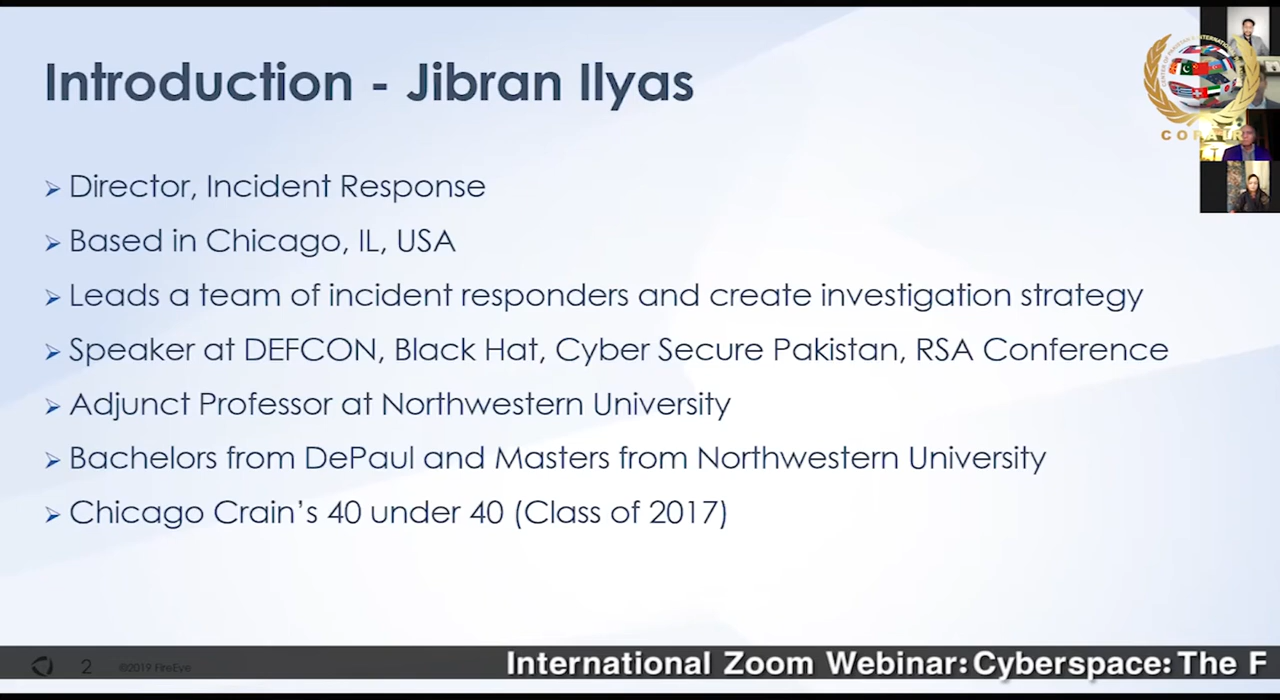 Introduction - Jibran Ilyas
➢ Director, Incident Response
➢ Based in Chicago, IL, USA
➢ Leads a team of incident responders and create investigation strategy
➢ Speaker at DEFCON, Black Hat, Cyber Secure Pakistan, RSA Conference
➢ Adjunct Professor at Northwestern University
➢ Bachelors from DePaul and Masters from Northwestern University
➢ Chicago Crain’s 40 under 40 (Class of 2017)
2 ©2019 FireEye
International Zoom Webinar: Cyberspace: The F